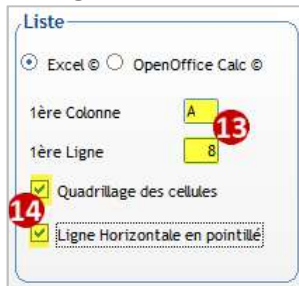 Liste
Excel © OpenOffice Calc ©
1ère Colonne A
13
1ère Ligne 8
Quadrillage des cellules
14
Ligne Horizontale en pointillé